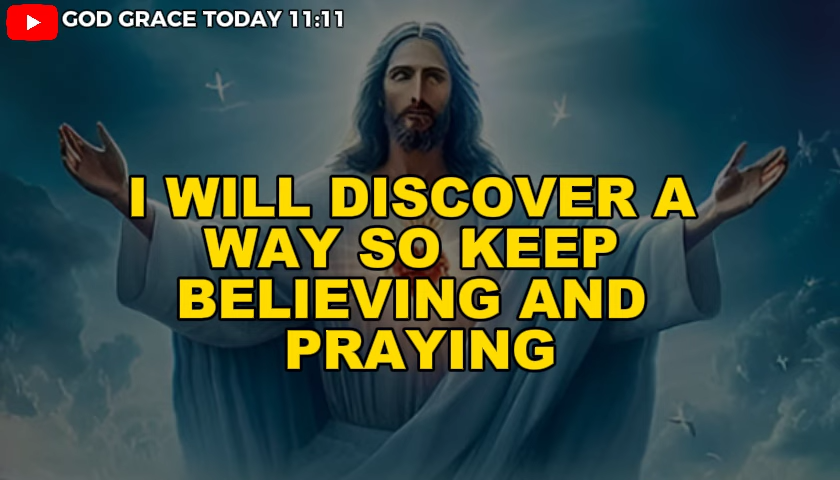 GOD GRACE TODAY 11:11
I WILL DISCOVER A
WAY SO KEEP
BELIEVING AND
PRAYING